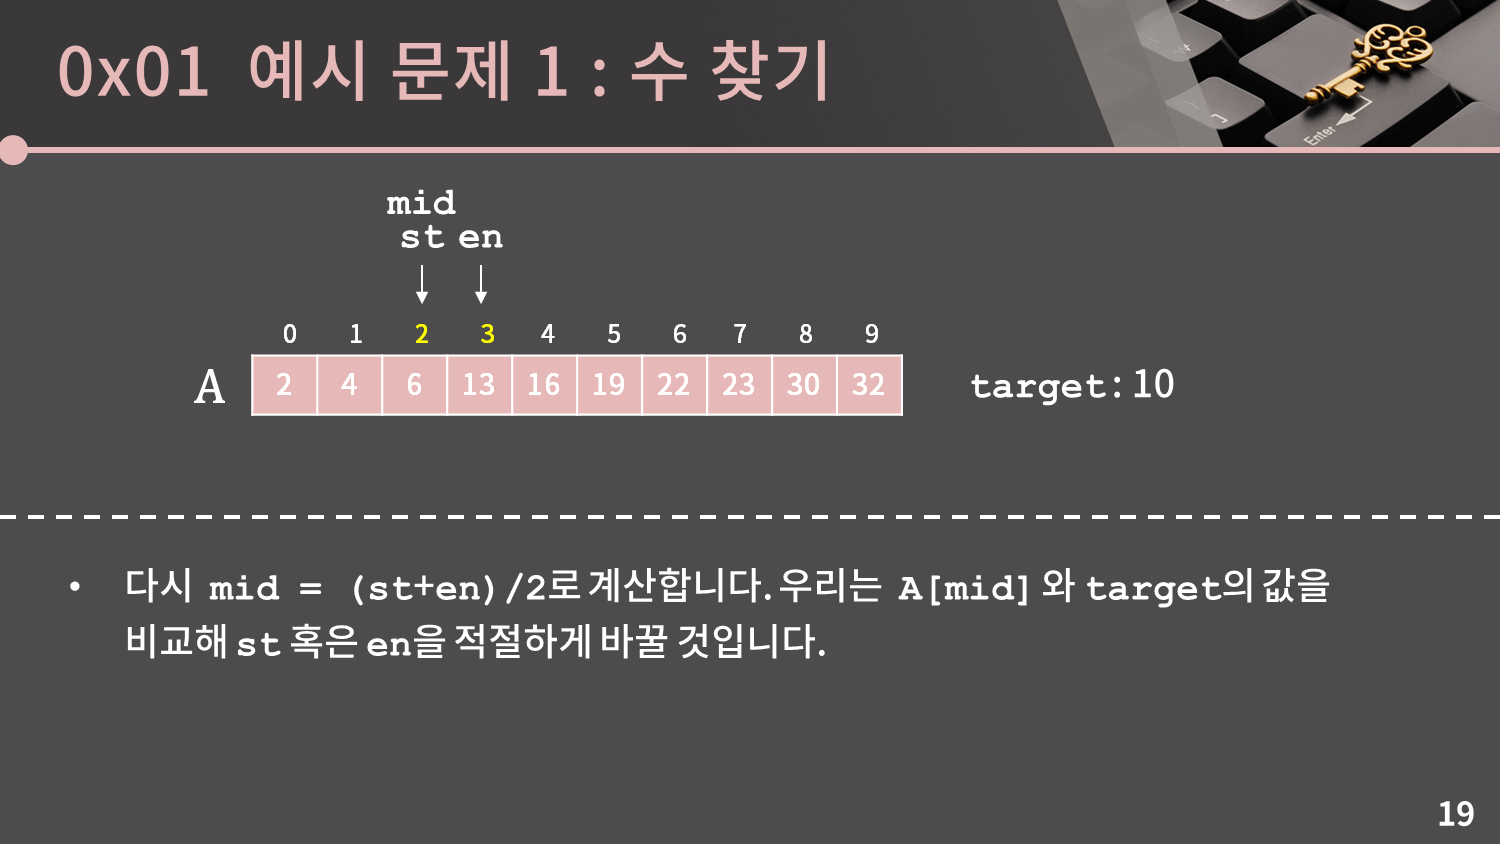 0x01 예시 문제 1 : 수 찾기
Enter
mid
st en
0 1 2 3 4 5 6 7 8 9
A 2 4 6 13 16 19 22 23 30 32 target: 10
• 다시 mid = (st+en)/2로 계산합니다. 우리는 A[mid] 와 target의 값을
비교해 st 혹은 en을 적절하게 바꿀 것입니다.
19